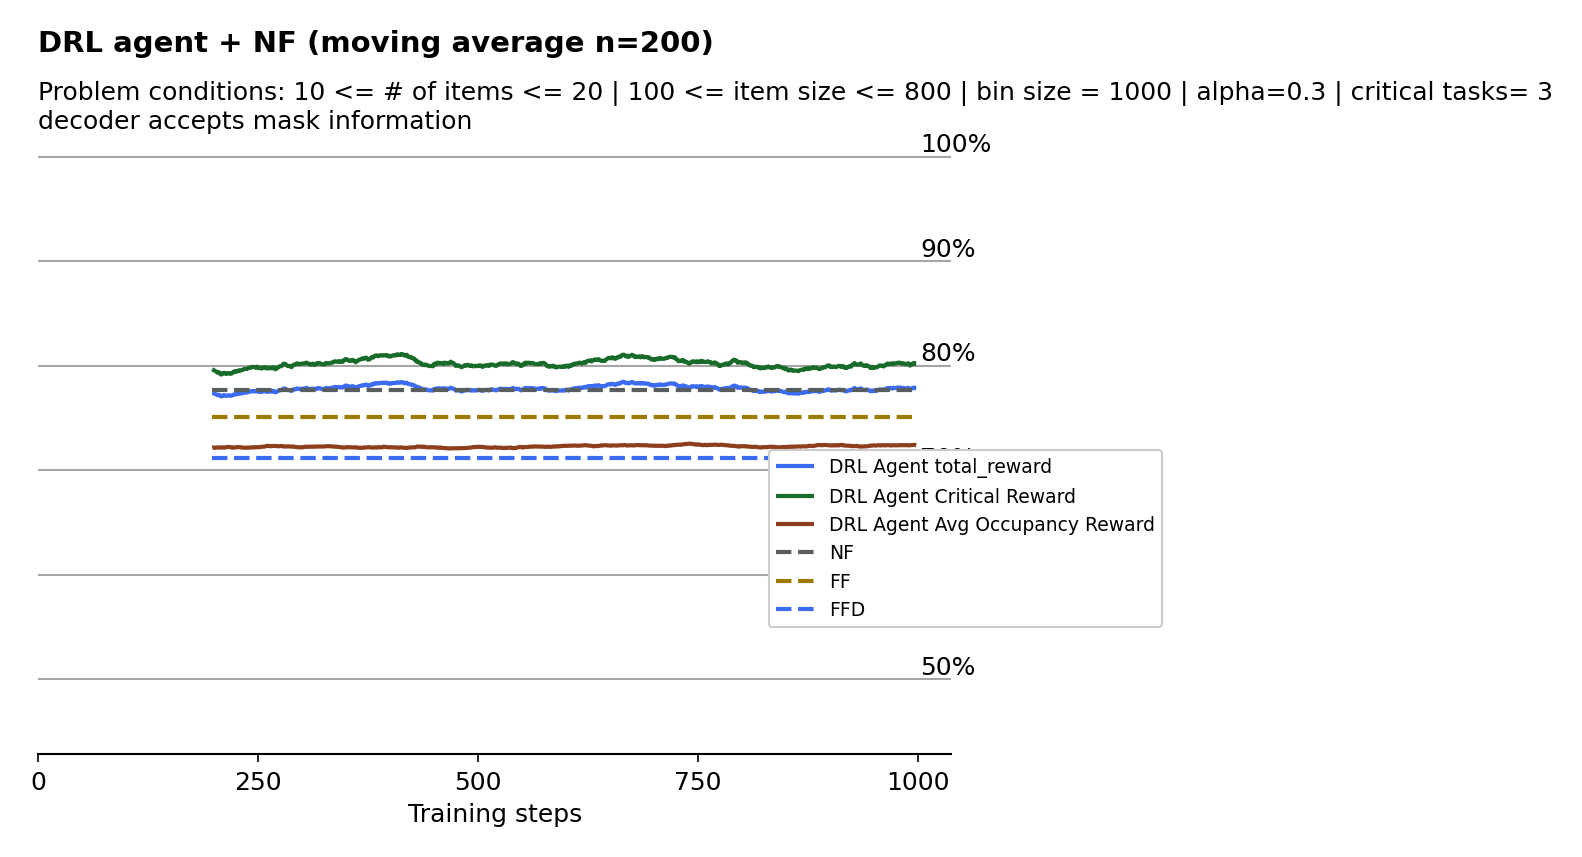 DRL agent + NF (moving average n=200)
Problem conditions: 10 <= # of items <= 20 | 100 <= item size <= 800 | bin size = 1000 | alpha=0.3 | critical tasks= 3
decoder accepts mask information
100%
90%
80%
DRL Agent total_reward
DRL Agent Critical Reward
DRL Agent Avg Occupancy Reward
NF
FF
FFD
50%
0 250 500 750 1000
Training steps